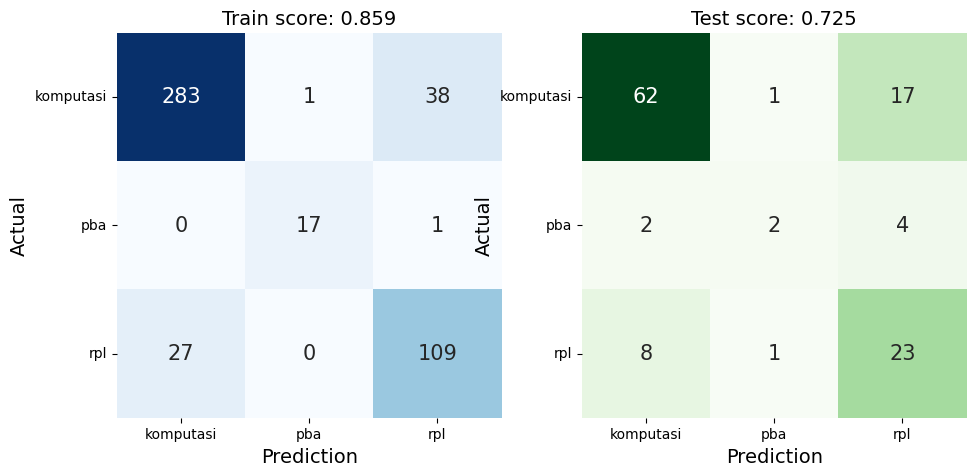 Train score: 0.859
Test score: 0.725
komputasi 283 1 38
pba 0 17 1
rpl 27 0 109
komputasi pba rpl
Actual
Prediction
komputasi 62 1 17
pba 2 2 4
rpl 8 1 23
komputasi pba rpl
Actual
Prediction